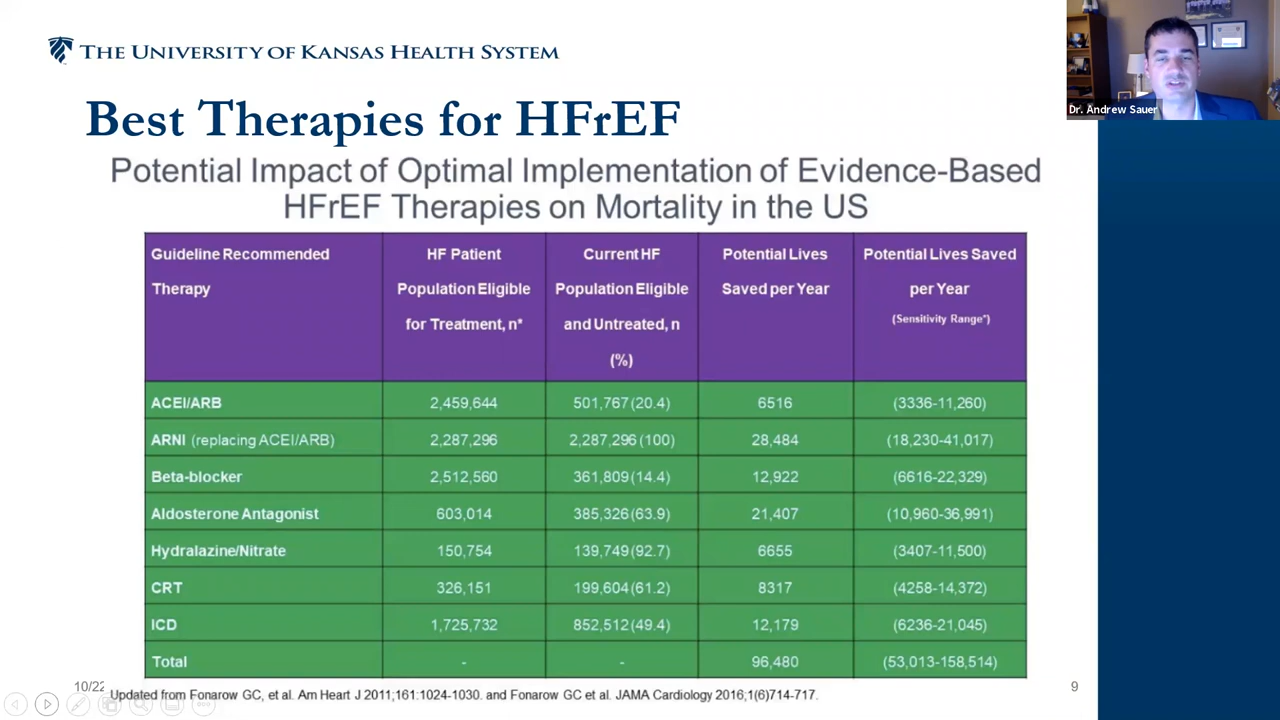 THE UNIVERSITY OF KANSAS HEALTH SYSTEM
Dr. Andrew Sauer
Best Therapies for HFrEF
Potential Impact of Optimal Implementation of Evidence-Based
HFrEF Therapies on Mortality in the US
Guideline Recommended
Therapy
HF Patient
Population Eligible
for Treatment, n*
Current HF
Population Eligible
and Untreated, n
(%)
Potential Lives
Saved per Year
Potential Lives Saved
per Year
(Sensitivity Range*)
ACEI/ARB 2,459,644 501,767 (20.4) 6516 (3336-11,260)
ARNI (replacing ACEI/ARB) 2,287,296 2,287,296 (100) 28,484 (18,230-41,017)
Beta-blocker 2,512,560 361,809 (14.4) 12,922 (6616-22,329)
Aldosterone Antagonist 603,014 385,326 (63.9) 21,407 (10,960-36,991)
Hydralazine/Nitrate 150,754 139,749 (92.7) 6655 (3407-11,500)
CRT 326,151 199,604 (61.2) 8317 (4258-14,372)
ICD 1,725,732 852,512 (49.4) 12,179 (6236-21,045)
Total - - 96,480 (53,013-158,514)
10/22
9
Updated from Fonarow GC, et al. Am Heart J 2011;161:1024-1030. and Fonarow GC et al. JAMA Cardiology 2016;1(6)714-717.